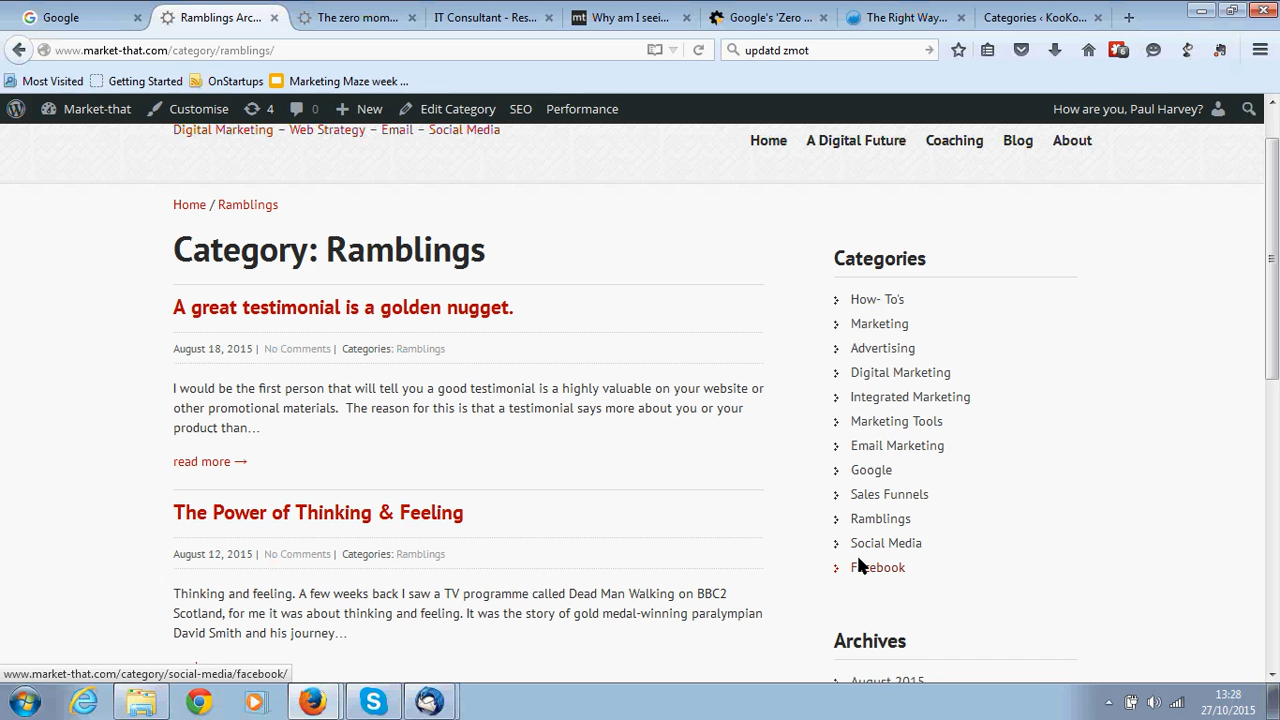 Google
Ramblings Arc...
The zero mom...
IT Consultant - Res...
mt Why am I seei...
Google's 'Zero ...
The Right Way...
Categories ‹ KooKo...
www.market-that.com/category/ramblings/
updatd zmot
6
Most Visited
Getting Started
OnStartups
Marketing Maze week ...
Market-that
Customise
4
0
New
Edit Category
SEO
Performance
How are you, Paul Harvey?
Digital Marketing – Web Strategy – Email – Social Media
Home
A Digital Future
Coaching
Blog
About
Home / Ramblings
Category: Ramblings
A great testimonial is a golden nugget.
August 18, 2015 | No Comments | Categories: Ramblings
I would be the first person that will tell you a good testimonial is a highly valuable on your website or
other promotional materials. The reason for this is that a testimonial says more about you or your
product than…
read more →
The Power of Thinking & Feeling
August 12, 2015 | No Comments | Categories: Ramblings
Thinking and feeling. A few weeks back I saw a TV programme called Dead Man Walking on BBC2
Scotland, for me it was about thinking and feeling. It was the story of gold medal-winning paralympian
David Smith and his journey…
Categories
How- To's
Marketing
Advertising
Digital Marketing
Integrated Marketing
Marketing Tools
Email Marketing
Google
Sales Funnels
Ramblings
Social Media
Facebook
Archives
August 2015
www.market-that.com/category/social-media/facebook/
13:28
27/10/2015